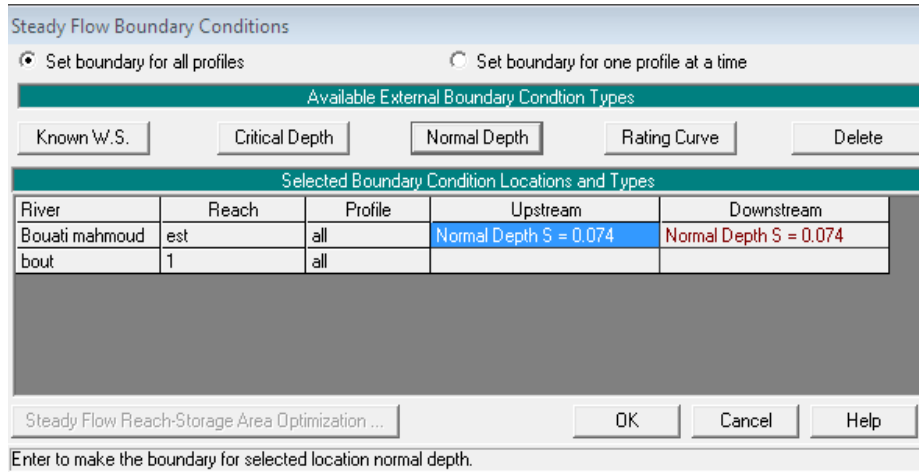 Steady Flow Boundary Conditions
Set boundary for all profiles Set boundary for one profile at a time
Available External Boundary Condtion Types
Known W.S. Critical Depth Normal Depth Rating Curve Delete
Selected Boundary Condition Locations and Types
River Reach Profile Upstream Downstream
Bouati mahmoud est all Normal Depth S = 0.074 Normal Depth S = 0.074
bout 1 all
Steady Flow Reach-Storage Area Optimization ... OK Cancel Help
Enter to make the boundary for selected location normal depth.